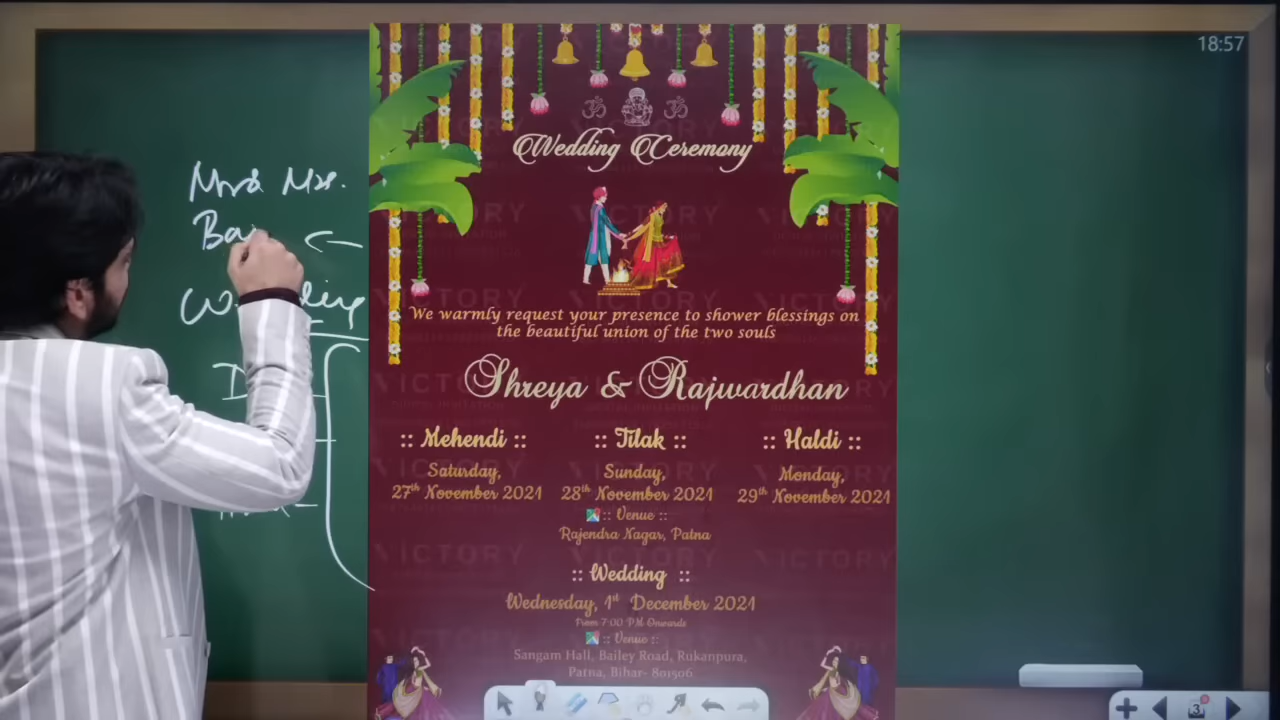 18:57
Mr & Mrs.
Ba
Wedding Ceremony
We warmly request your presence to shower blessings on
the beautiful union of the two souls
Shreya & Rajwardhan
:: Mehendi ::
Saturday,
27th November 2021
:: Tilak ::
Sunday,
28th November 2021
:: Venue ::
Rajendra Nagar, Patna
:: Haldi ::
Monday,
29th November 2021
:: Wedding ::
Wednesday, 1st December 2021
From 7:00 PM Onwards
:: Venue ::
Sangam Hall, Bailey Road, Rukanpura,
Patna, Bihar- 801506
3